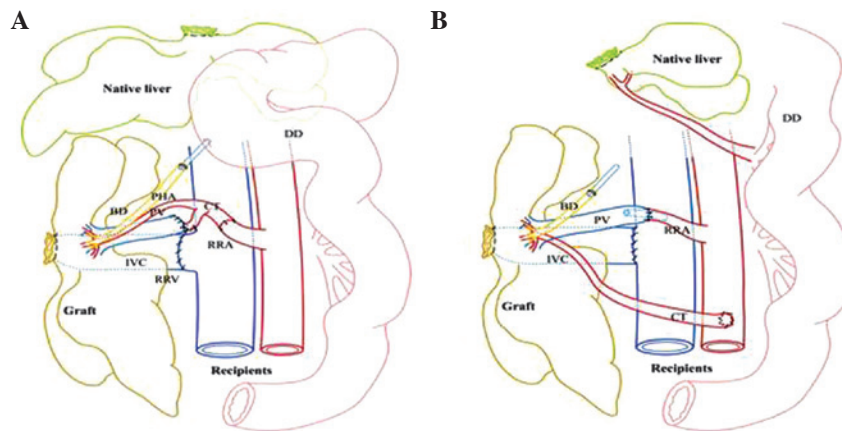 A
Native liver
DD
PHA
BD
CT
PV
RRA
IVC
RRV
Graft
Recipients
B
Native liver
DD
BD
PV
RRA
IVC
Graft
CT
Recipients